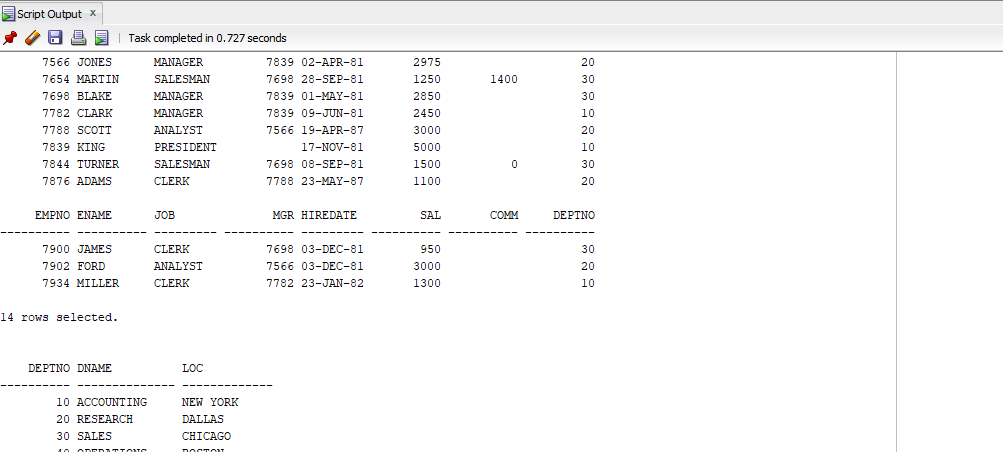 Script Output x
Task completed in 0.727 seconds
7566 JONES MANAGER 7839 02-APR-81 2975 20
7654 MARTIN SALESMAN 7698 28-SEP-81 1250 1400 30
7698 BLAKE MANAGER 7839 01-MAY-81 2850 30
7782 CLARK MANAGER 7839 09-JUN-81 2450 10
7788 SCOTT ANALYST 7566 19-APR-87 3000 20
7839 KING PRESIDENT 17-NOV-81 5000 10
7844 TURNER SALESMAN 7698 08-SEP-81 1500 0 30
7876 ADAMS CLERK 7788 23-MAY-87 1100 20
EMPNO ENAME JOB MGR HIREDATE SAL COMM DEPTNO
---------- ---------- --------- ---------- --------- ---------- ---------- ----------
7900 JAMES CLERK 7698 03-DEC-81 950 30
7902 FORD ANALYST 7566 03-DEC-81 3000 20
7934 MILLER CLERK 7782 23-JAN-82 1300 10
14 rows selected.
DEPTNO DNAME LOC
---------- -------------- -------------
10 ACCOUNTING NEW YORK
20 RESEARCH DALLAS
30 SALES CHICAGO
40 OPERATIONS BOSTON